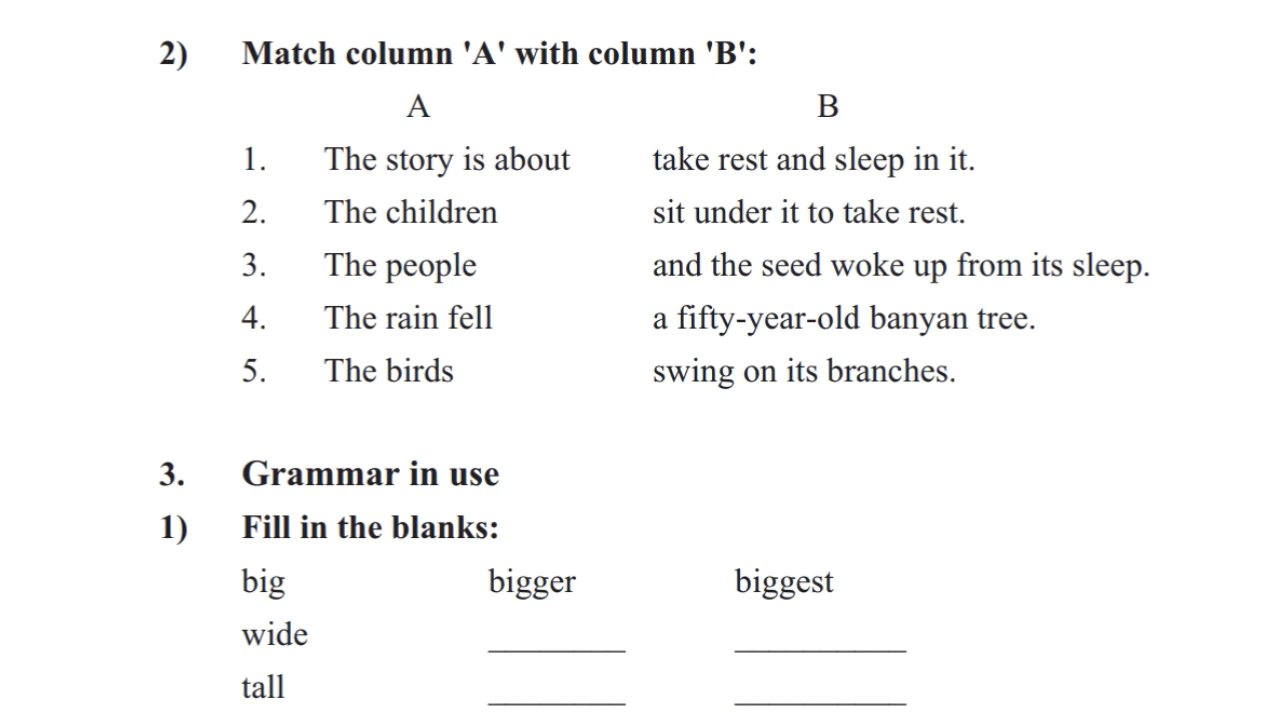 2) Match column 'A' with column 'B':
A B
1. The story is about take rest and sleep in it.
2. The children sit under it to take rest.
3. The people and the seed woke up from its sleep.
4. The rain fell a fifty-year-old banyan tree.
5. The birds swing on its branches.
3. Grammar in use
1) Fill in the blanks:
big bigger biggest
wide ________ __________
tall ________ __________